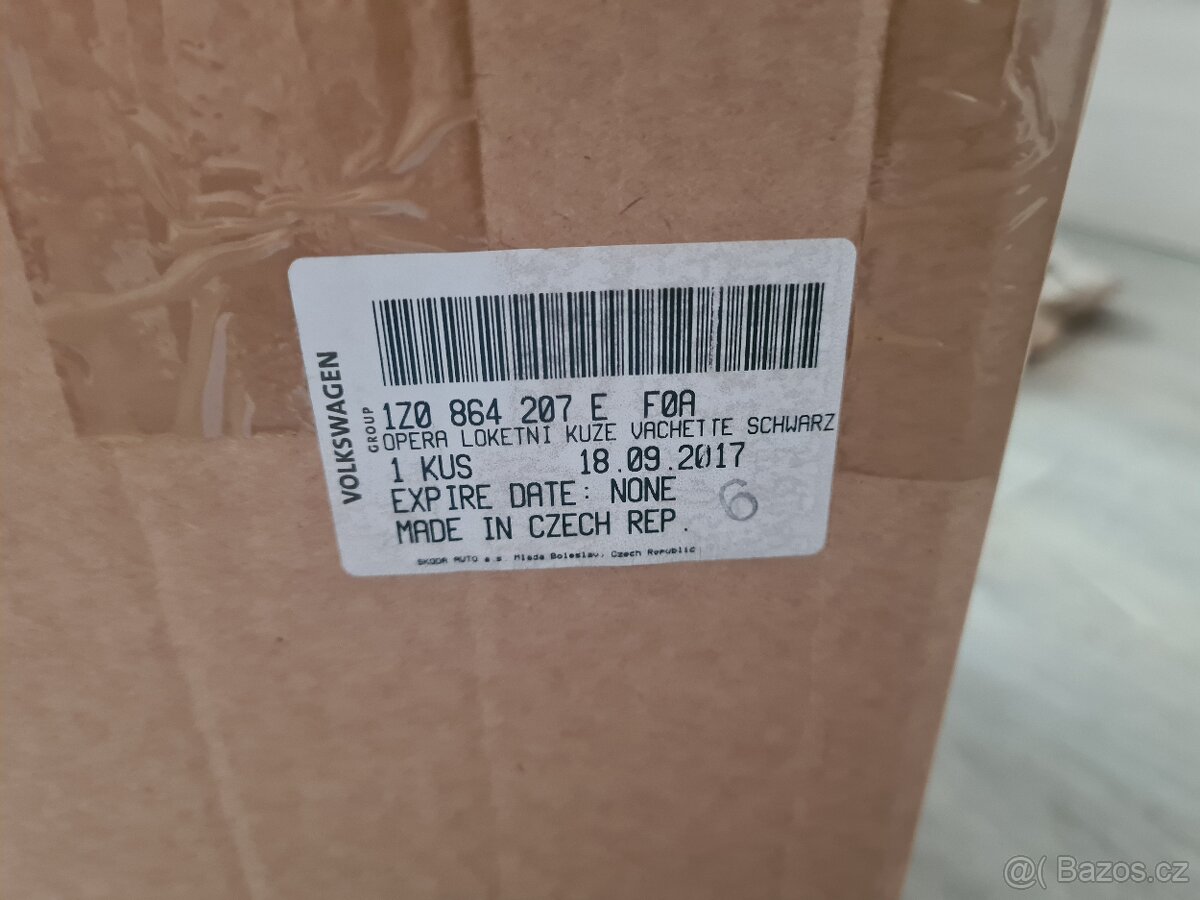 VOLKSWAGEN
GROUP
1Z0 864 207 E F0A
OPERA LOKETNI KUZE VACHETTE SCHWARZ
1 KUS 18.09.2017
EXPIRE DATE: NONE
MADE IN CZECH REP.
6
SKODA AUTO a.s. Mlada Boleslav, Czech Republic
@( Bazos.cz